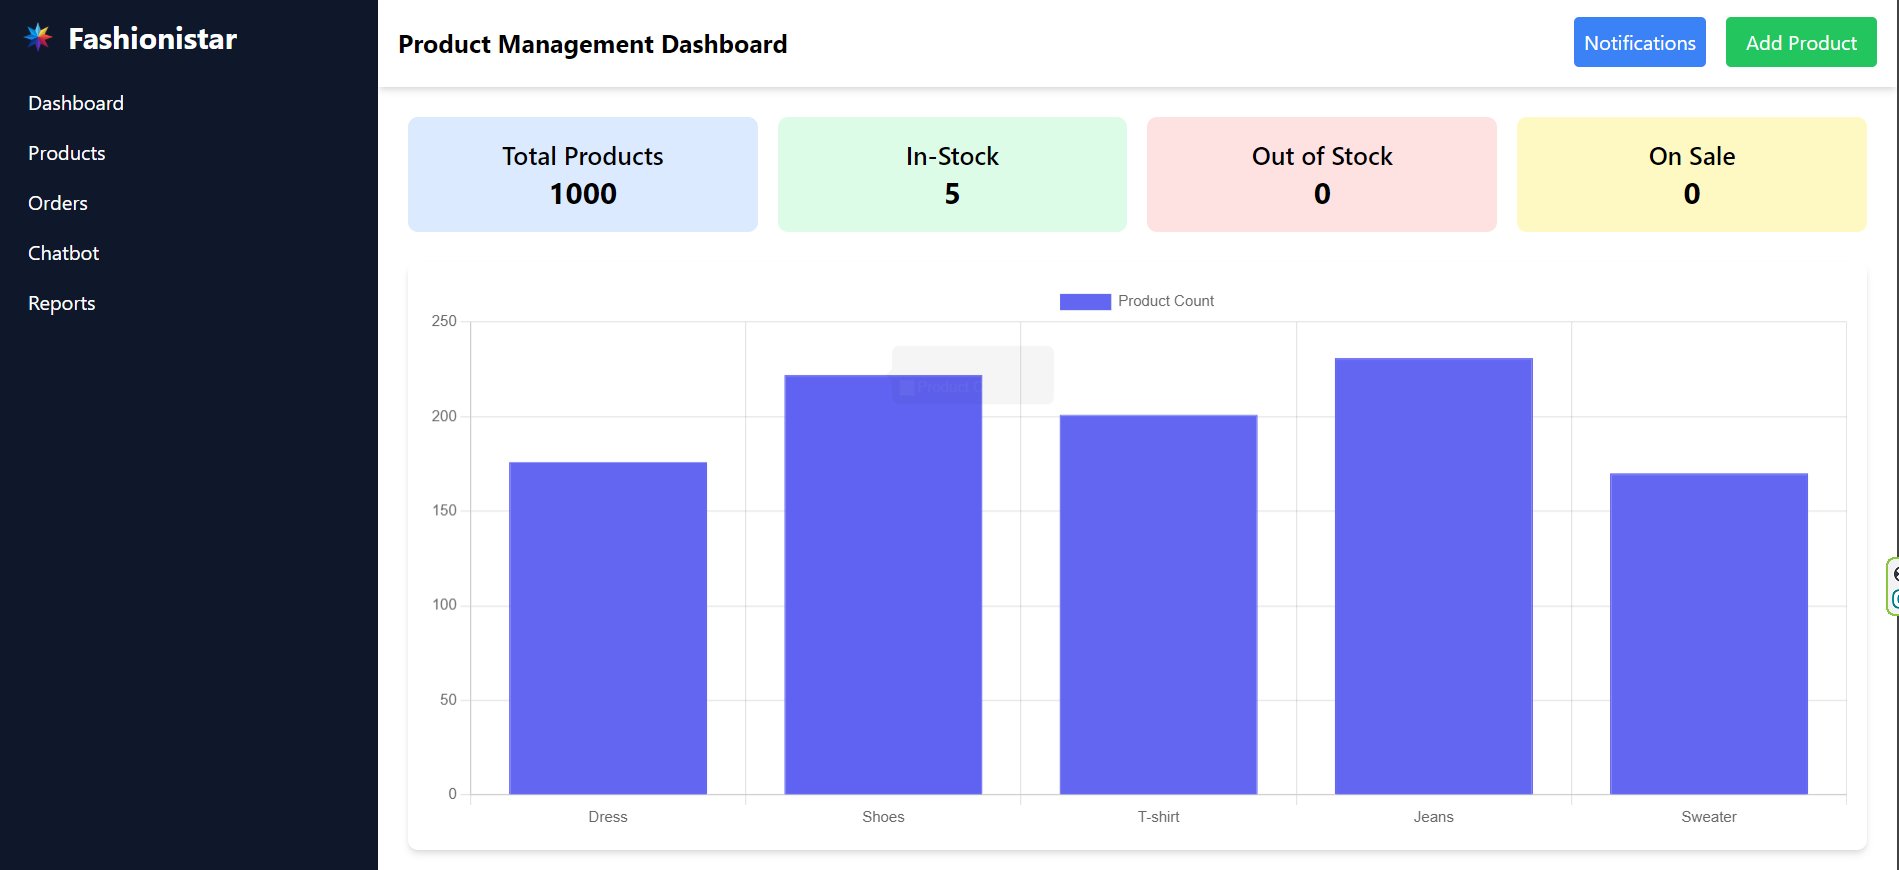 Fashionistar
Dashboard
Products
Orders
Chatbot
Reports
Product Management Dashboard
Notifications
Add Product
Total Products
1000
In-Stock
5
Out of Stock
0
On Sale
0
Product Count
250
200
150
100
50
0
Product
Dress
Shoes
T-shirt
Jeans
Sweater